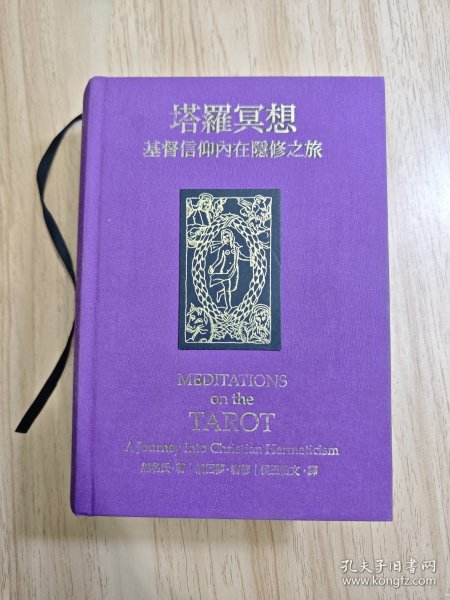 塔羅冥想
基督信仰內在隱修之旅
MEDITATIONS
on the
TAROT
A Journey into Christian Hermeticism
無名氏·著
孔夫子旧书网
www.kongfz.com